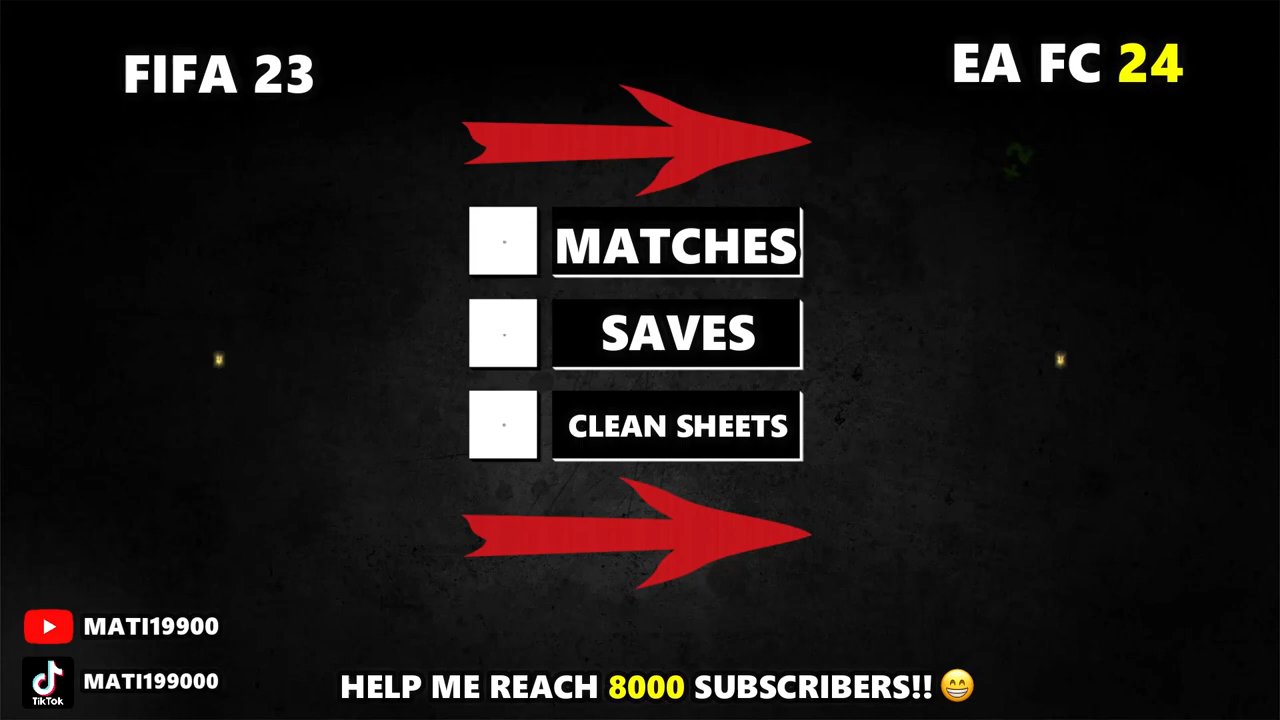 FIFA 23
EA FC 24
MATCHES
SAVES
CLEAN SHEETS
MATI19900
TikTok
MATI199000
HELP ME REACH 8000 SUBSCRIBERS!! 😁